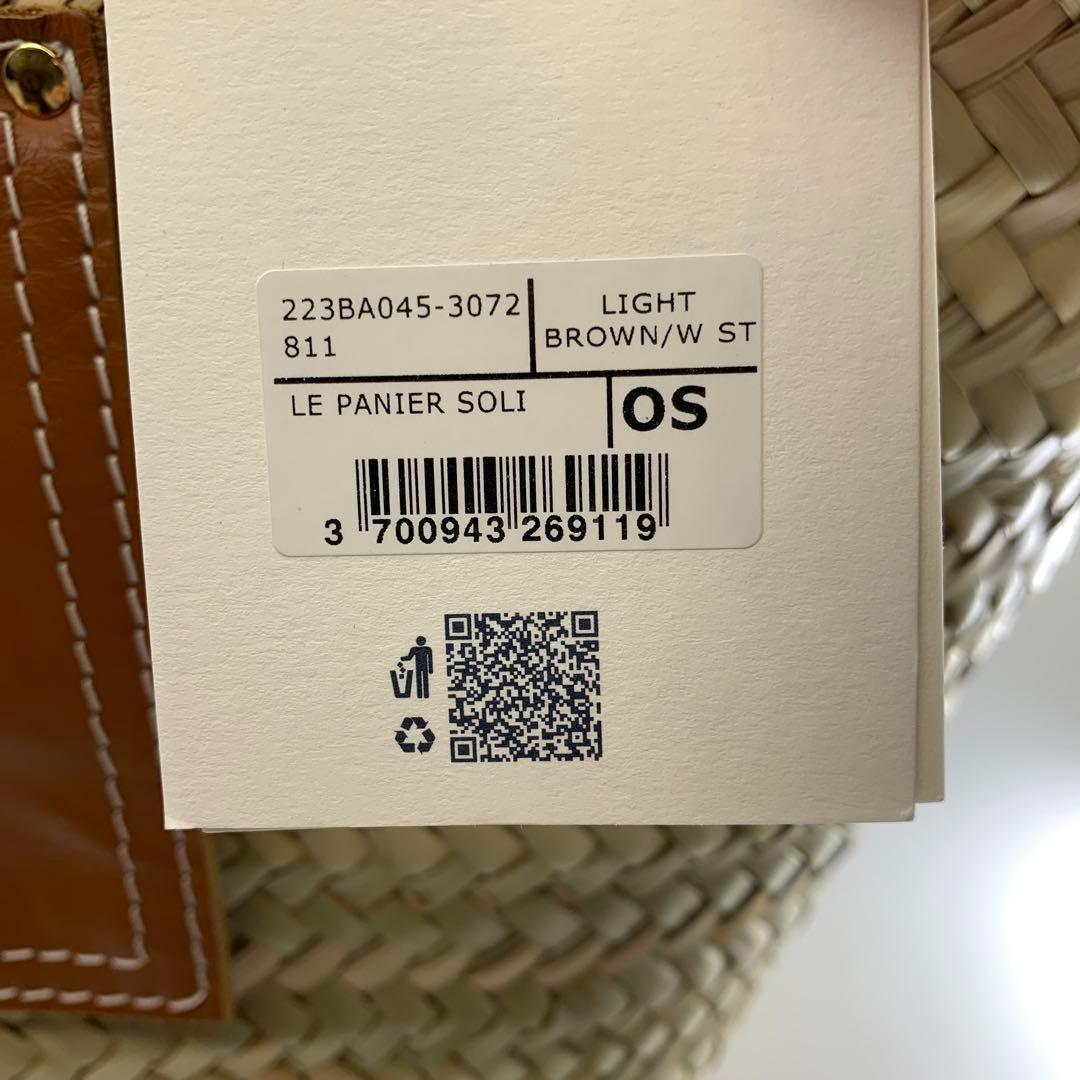 223BA045-3072
811
LIGHT
BROWN/W ST
LE PANIER SOLI
OS
3 700943 269119